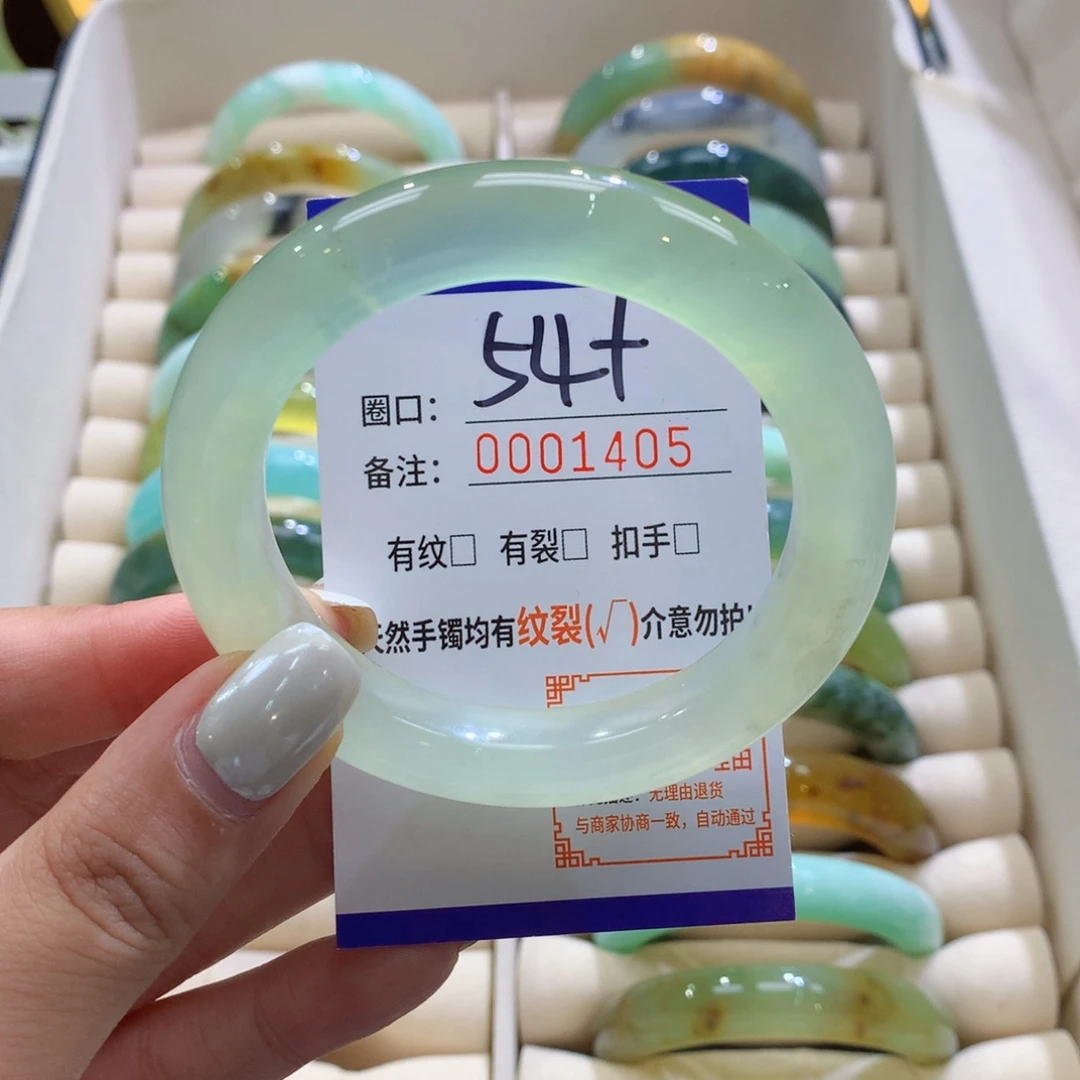 圈口： 54+
备注： 0001405
有纹□ 有裂□ 扣手□
然手镯均有纹裂(√)介意勿护
由
无理由退货
与商家协商一致，自动通过